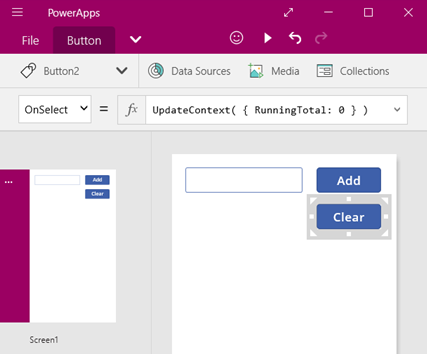 PowerApps
File Button
Button2 Data Sources Media Collections
OnSelect = fx UpdateContext( { RunningTotal: 0 } )
Add
Clear
Add
Clear
Screen1